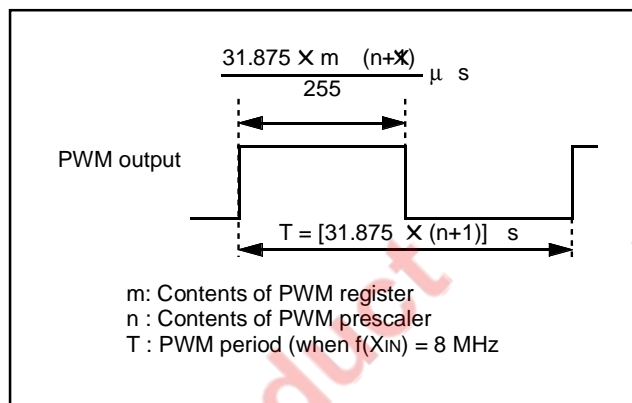 31.875 × m (n+1)
255
μ s
PWM output
T = [31.875 × (n+1)] s
m: Contents of PWM register
n : Contents of PWM prescaler
T : PWM period (when f(XIN) = 8 MHz
duct